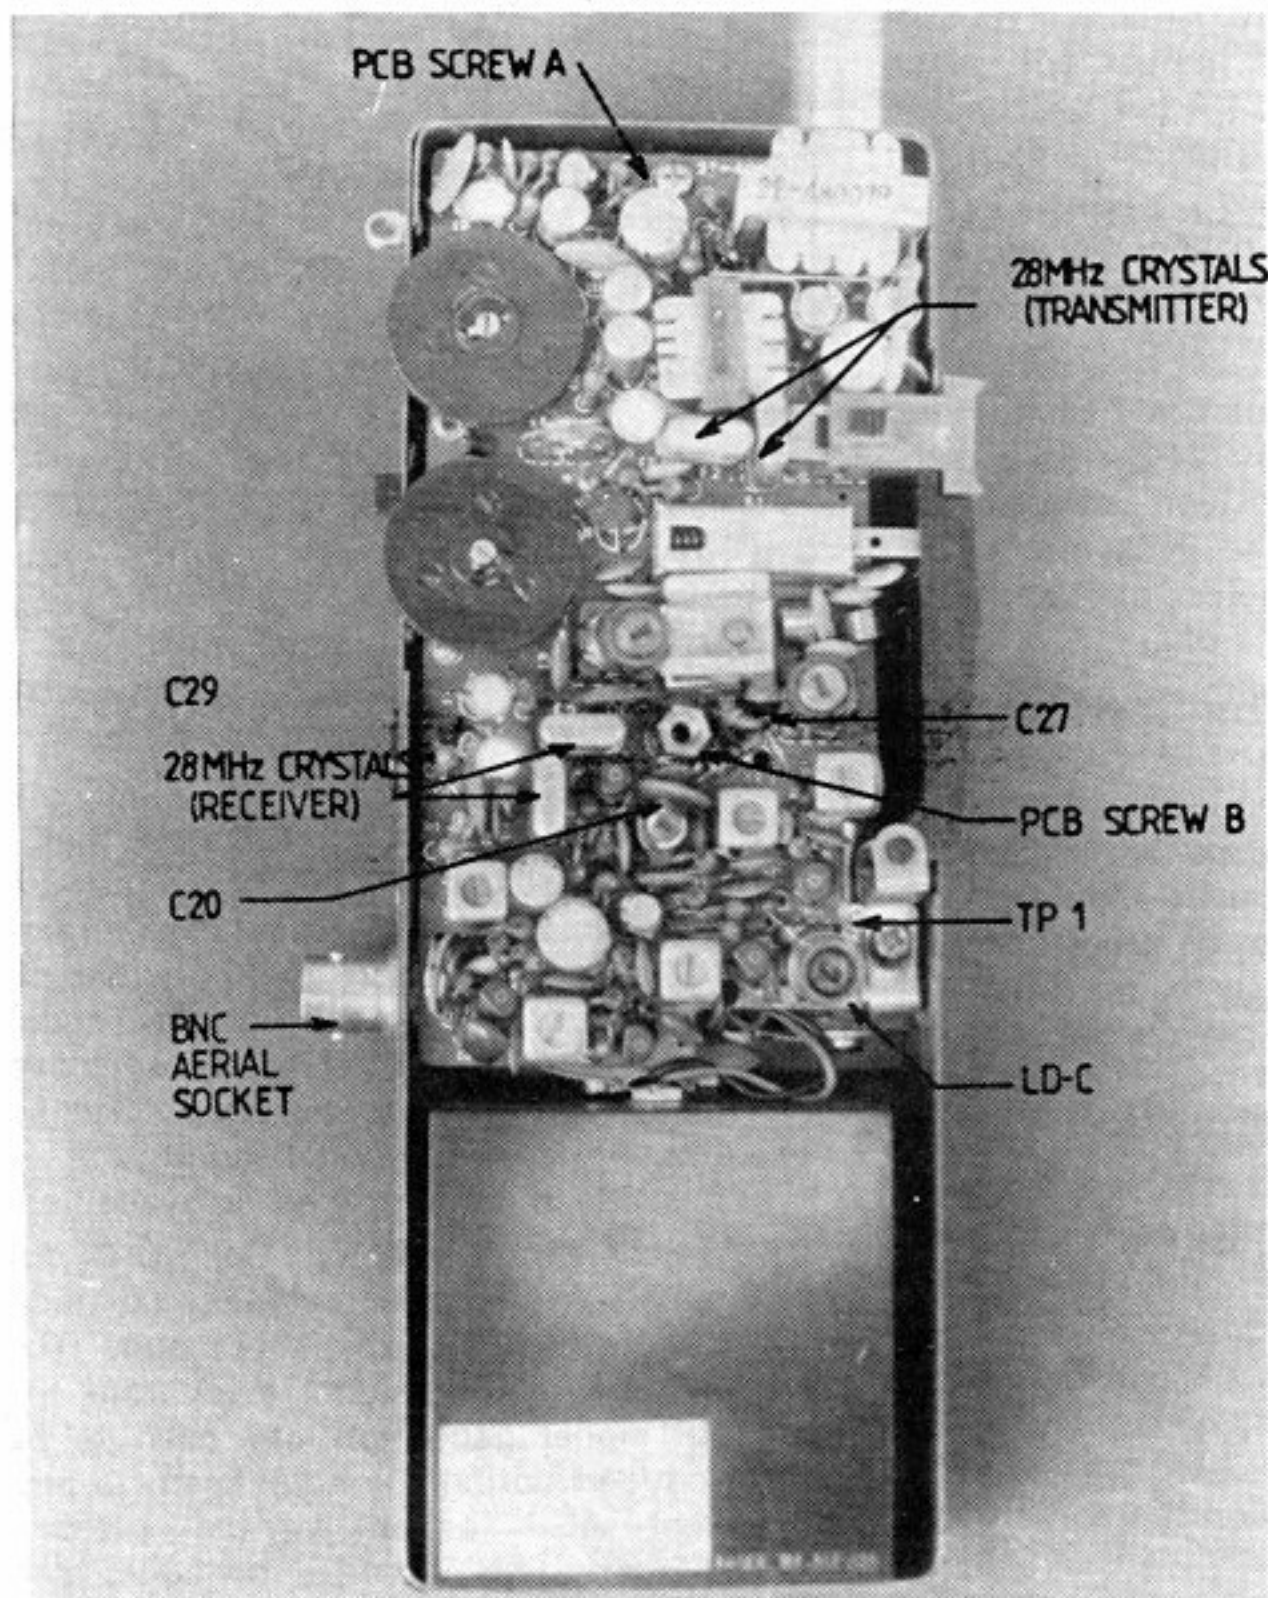 PCB SCREW A
28MHz CRYSTALS
(TRANSMITTER)
C29
C27
28MHz CRYSTALS
(RECEIVER)
PCB SCREW B
C20
TP 1
BNC
AERIAL
SOCKET
LD-C